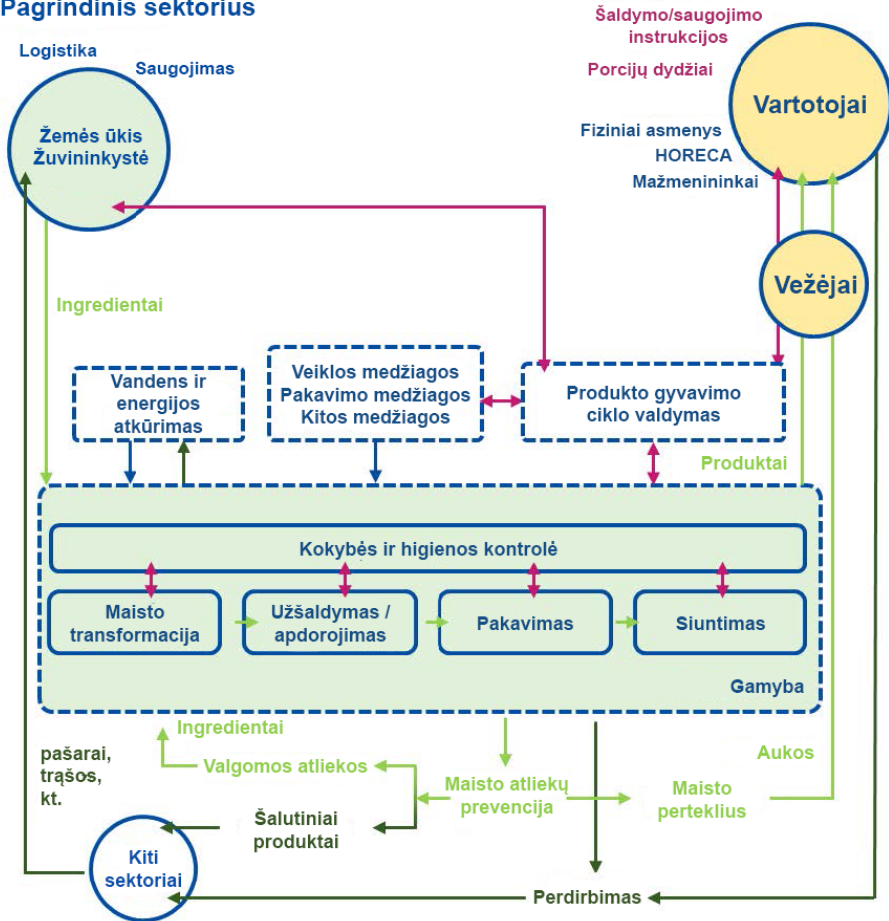 Pagrindinis sektorius
Logistika
Saugojimas
Žemės ūkis
Žuvininkystė
Šaldymo/saugojimo
instrukcijos
Porcijų dydžiai
Vartotojai
Fiziniai asmenys
HORECA
Mažmenininkai
Vežėjai
Ingredientai
Vandens ir
energijos
atkūrimas
Veiklos medžiagos
Pakavimo medžiagos
Kitos medžiagos
Produkto gyvavimo
ciklo valdymas
Produktai
Kokybės ir higienos kontrolė
Maisto
transformacija
Užšaldymas /
apdorojimas
Pakavimas
Siuntimas
Gamyba
Ingredientai
Valgomos atliekos
Šalutiniai
produktai
Maisto atliekų
prevencija
Maisto
perteklius
Aukos
pašarai,
trąšos,
kt.
Kiti
sektoriai
Perdirbimas